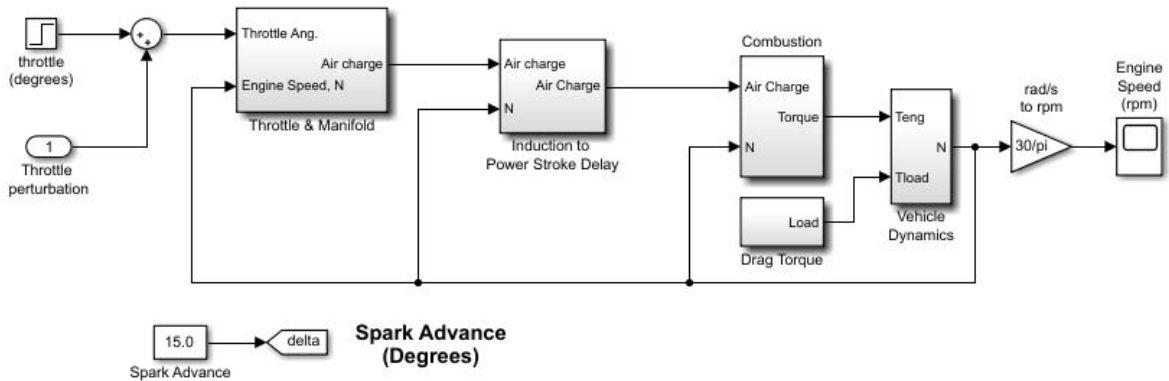 throttle
(degrees)
+
+
1
Throttle
perturbation
Throttle Ang.
Engine Speed, N
Air charge
Throttle & Manifold
Air charge
N
Air Charge
Induction to
Power Stroke Delay
Combustion
Air Charge
N
Torque
Load
Drag Torque
Teng
Tload
N
Vehicle
Dynamics
rad/s
to rpm
30/pi
Engine
Speed
(rpm)
15.0
Spark Advance
delta
Spark Advance
(Degrees)